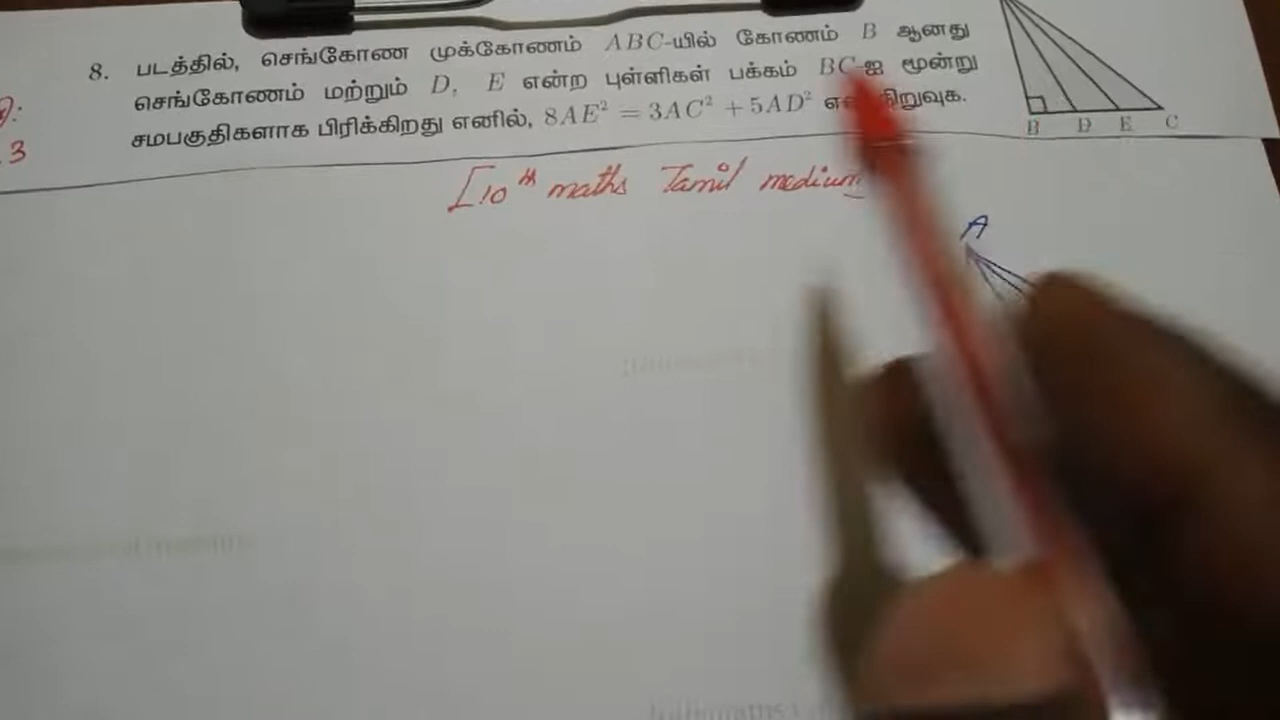 8. படத்தில், செங்கோண முக்கோணம் ABC-யில் கோணம் B ஆனது
செங்கோணம் மற்றும் D, E என்ற புள்ளிகள் பக்கம் BC-ஐ மூன்று
சமபகுதிகளாக பிரிக்கிறது எனில், 8AE² = 3AC² + 5AD²
B D E C
3
[10th maths Tamil medium
A